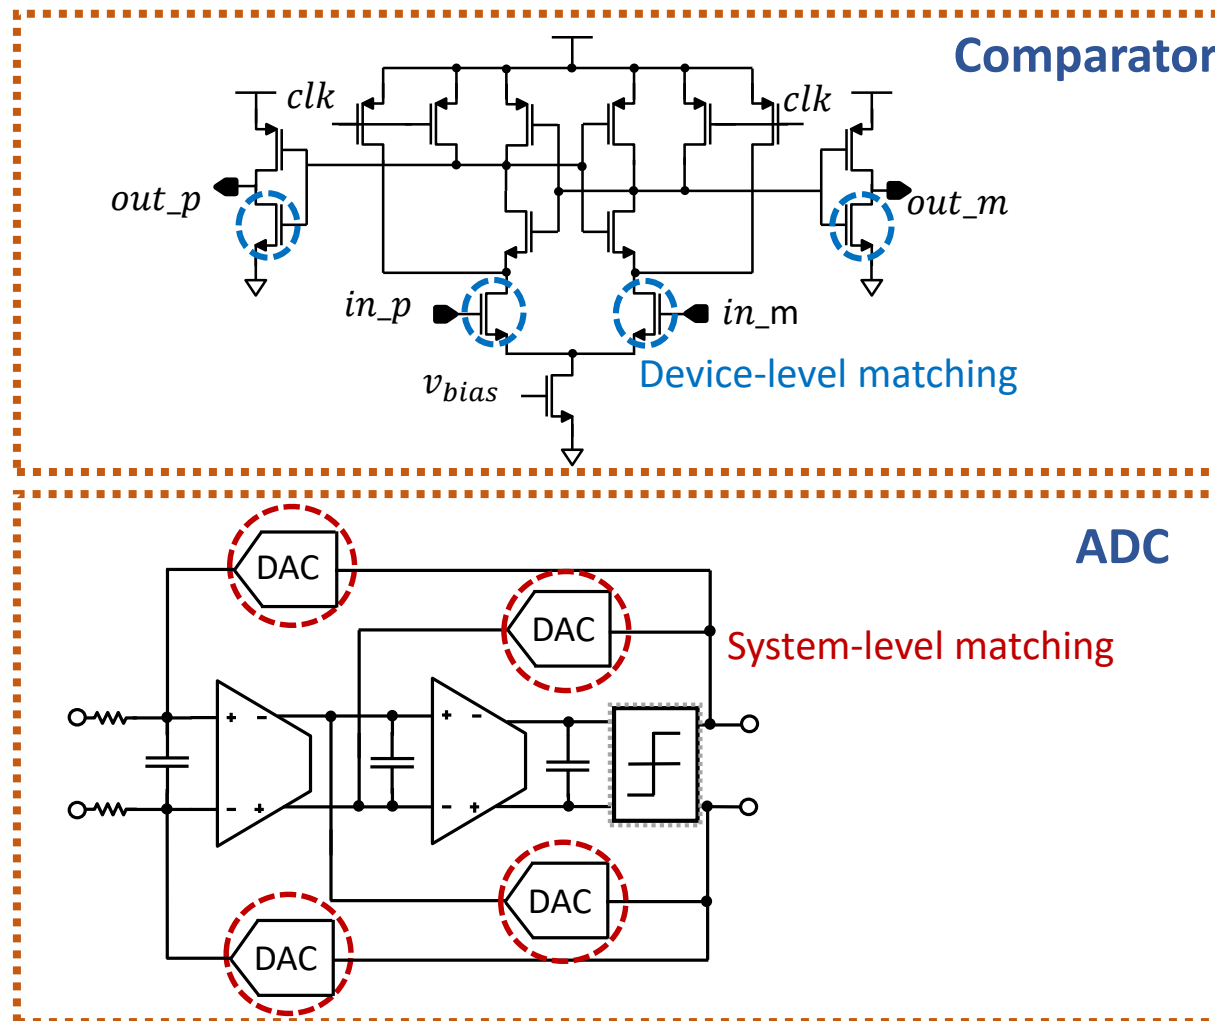 Comparator
clk
clk
out_p
out_m
in_p
in_m
Device-level matching
v_bias
ADC
DAC
DAC
System-level matching
+ -
+ -
- +
- +
DAC
DAC